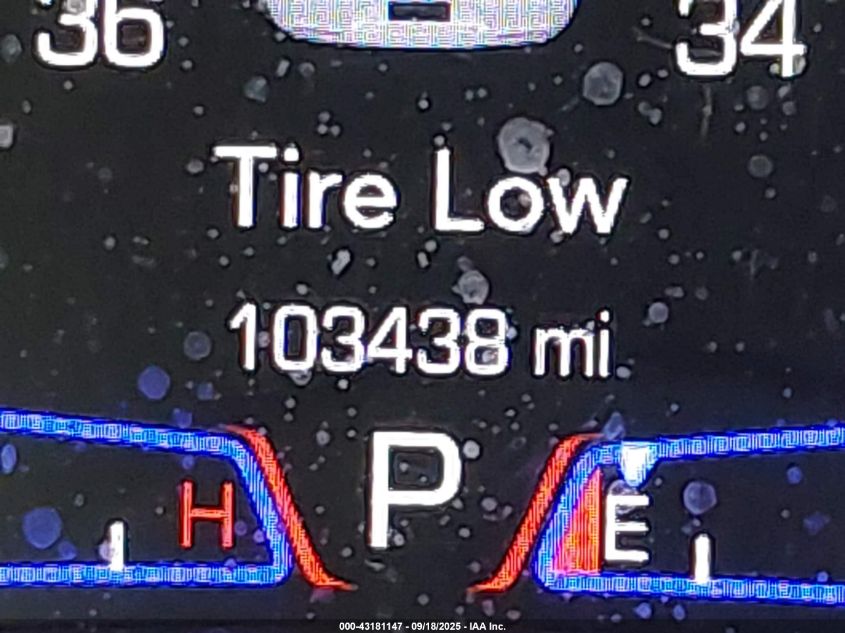 36 34
Tire Low
103438 mi
P
H E
000-43181147 - 09/18/2025 - IAA Inc.